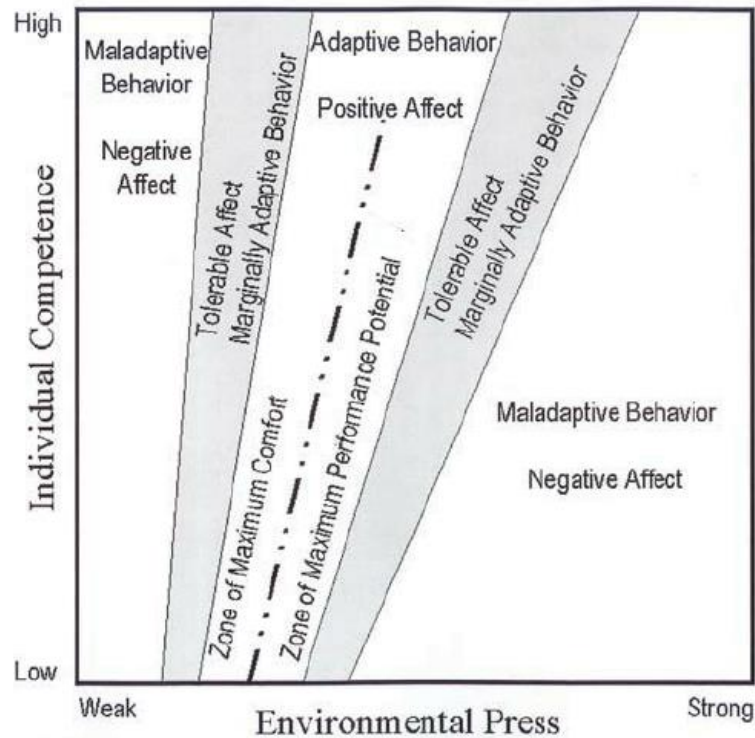 High
Maladaptive
Behavior
Negative
Affect
Tolerable Affect
Marginally Adaptive Behavior
Adaptive Behavior
Positive Affect
Zone of Maximum Comfort
Zone of Maximum Performance Potential
Tolerable Affect
Marginally Adaptive Behavior
Maladaptive Behavior
Negative Affect
Individual Competence
Low
Weak
Environmental Press
Strong